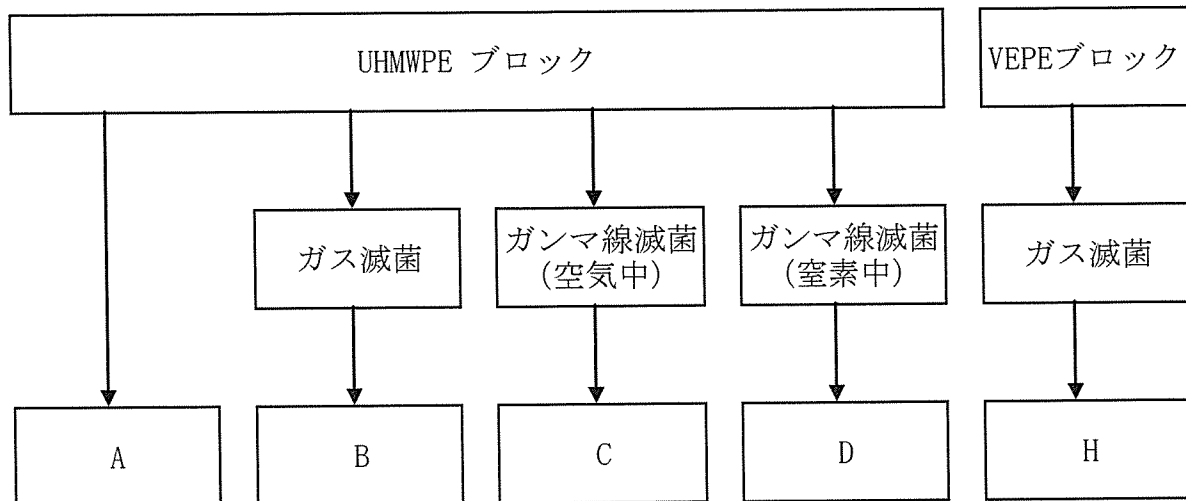 UHMWPE ブロック
VEPEブロック
ガス滅菌
ガンマ線滅菌
(空気中)
ガンマ線滅菌
(窒素中)
ガス滅菌
A
B
C
D
H